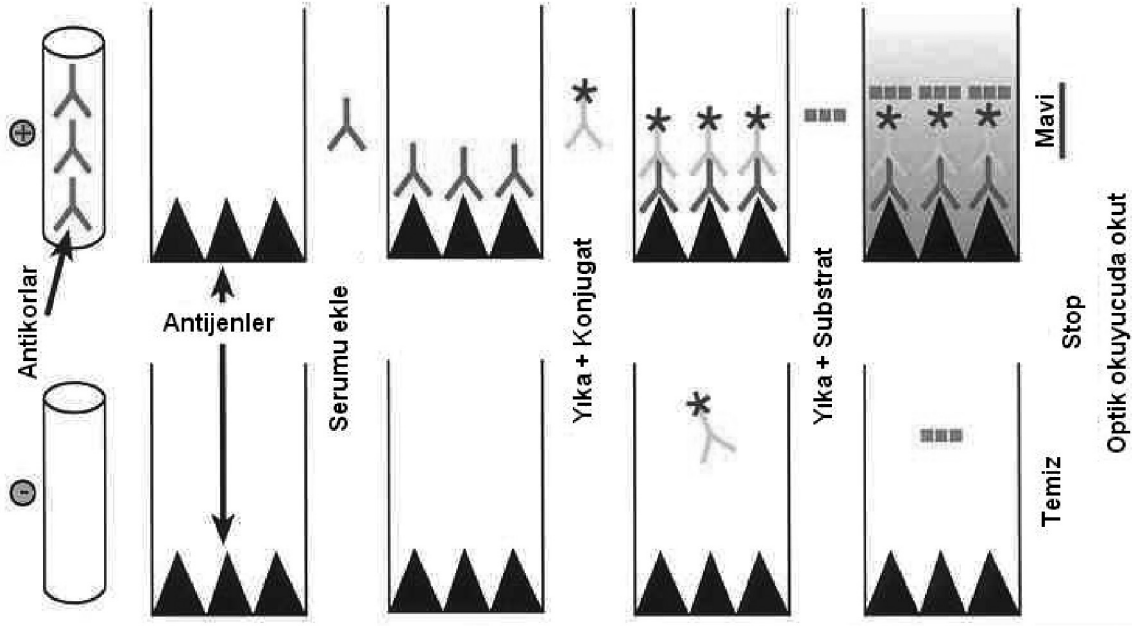 +
Antikorlar
-
Antijenler
Serumu ekle
Yıka + Konjugat
Yıka + Substrat
Mavi
Temiz
Stop
Optik okuyucuda okut